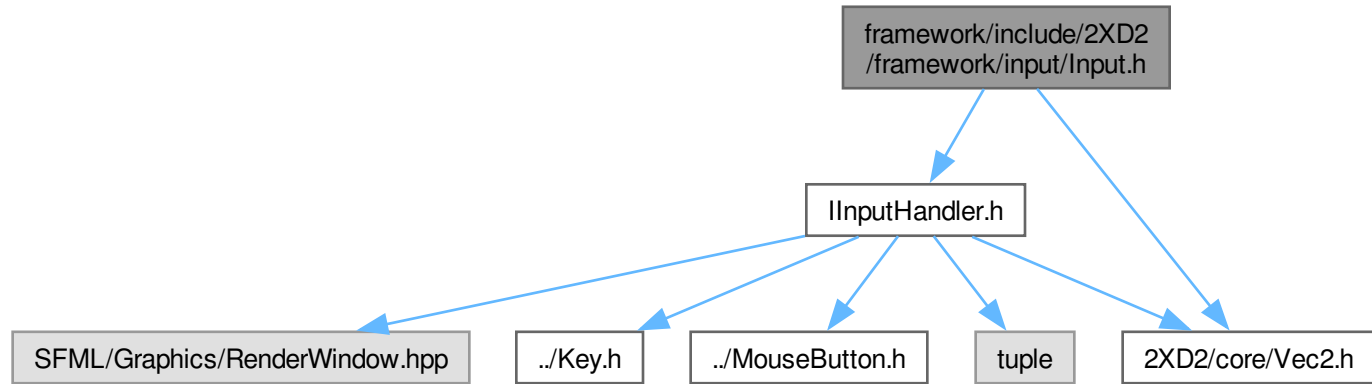 framework/include/2XD2
/framework/input/Input.h
IInputHandler.h
SFML/Graphics/RenderWindow.hpp
../Key.h
../MouseButton.h
tuple
2XD2/core/Vec2.h